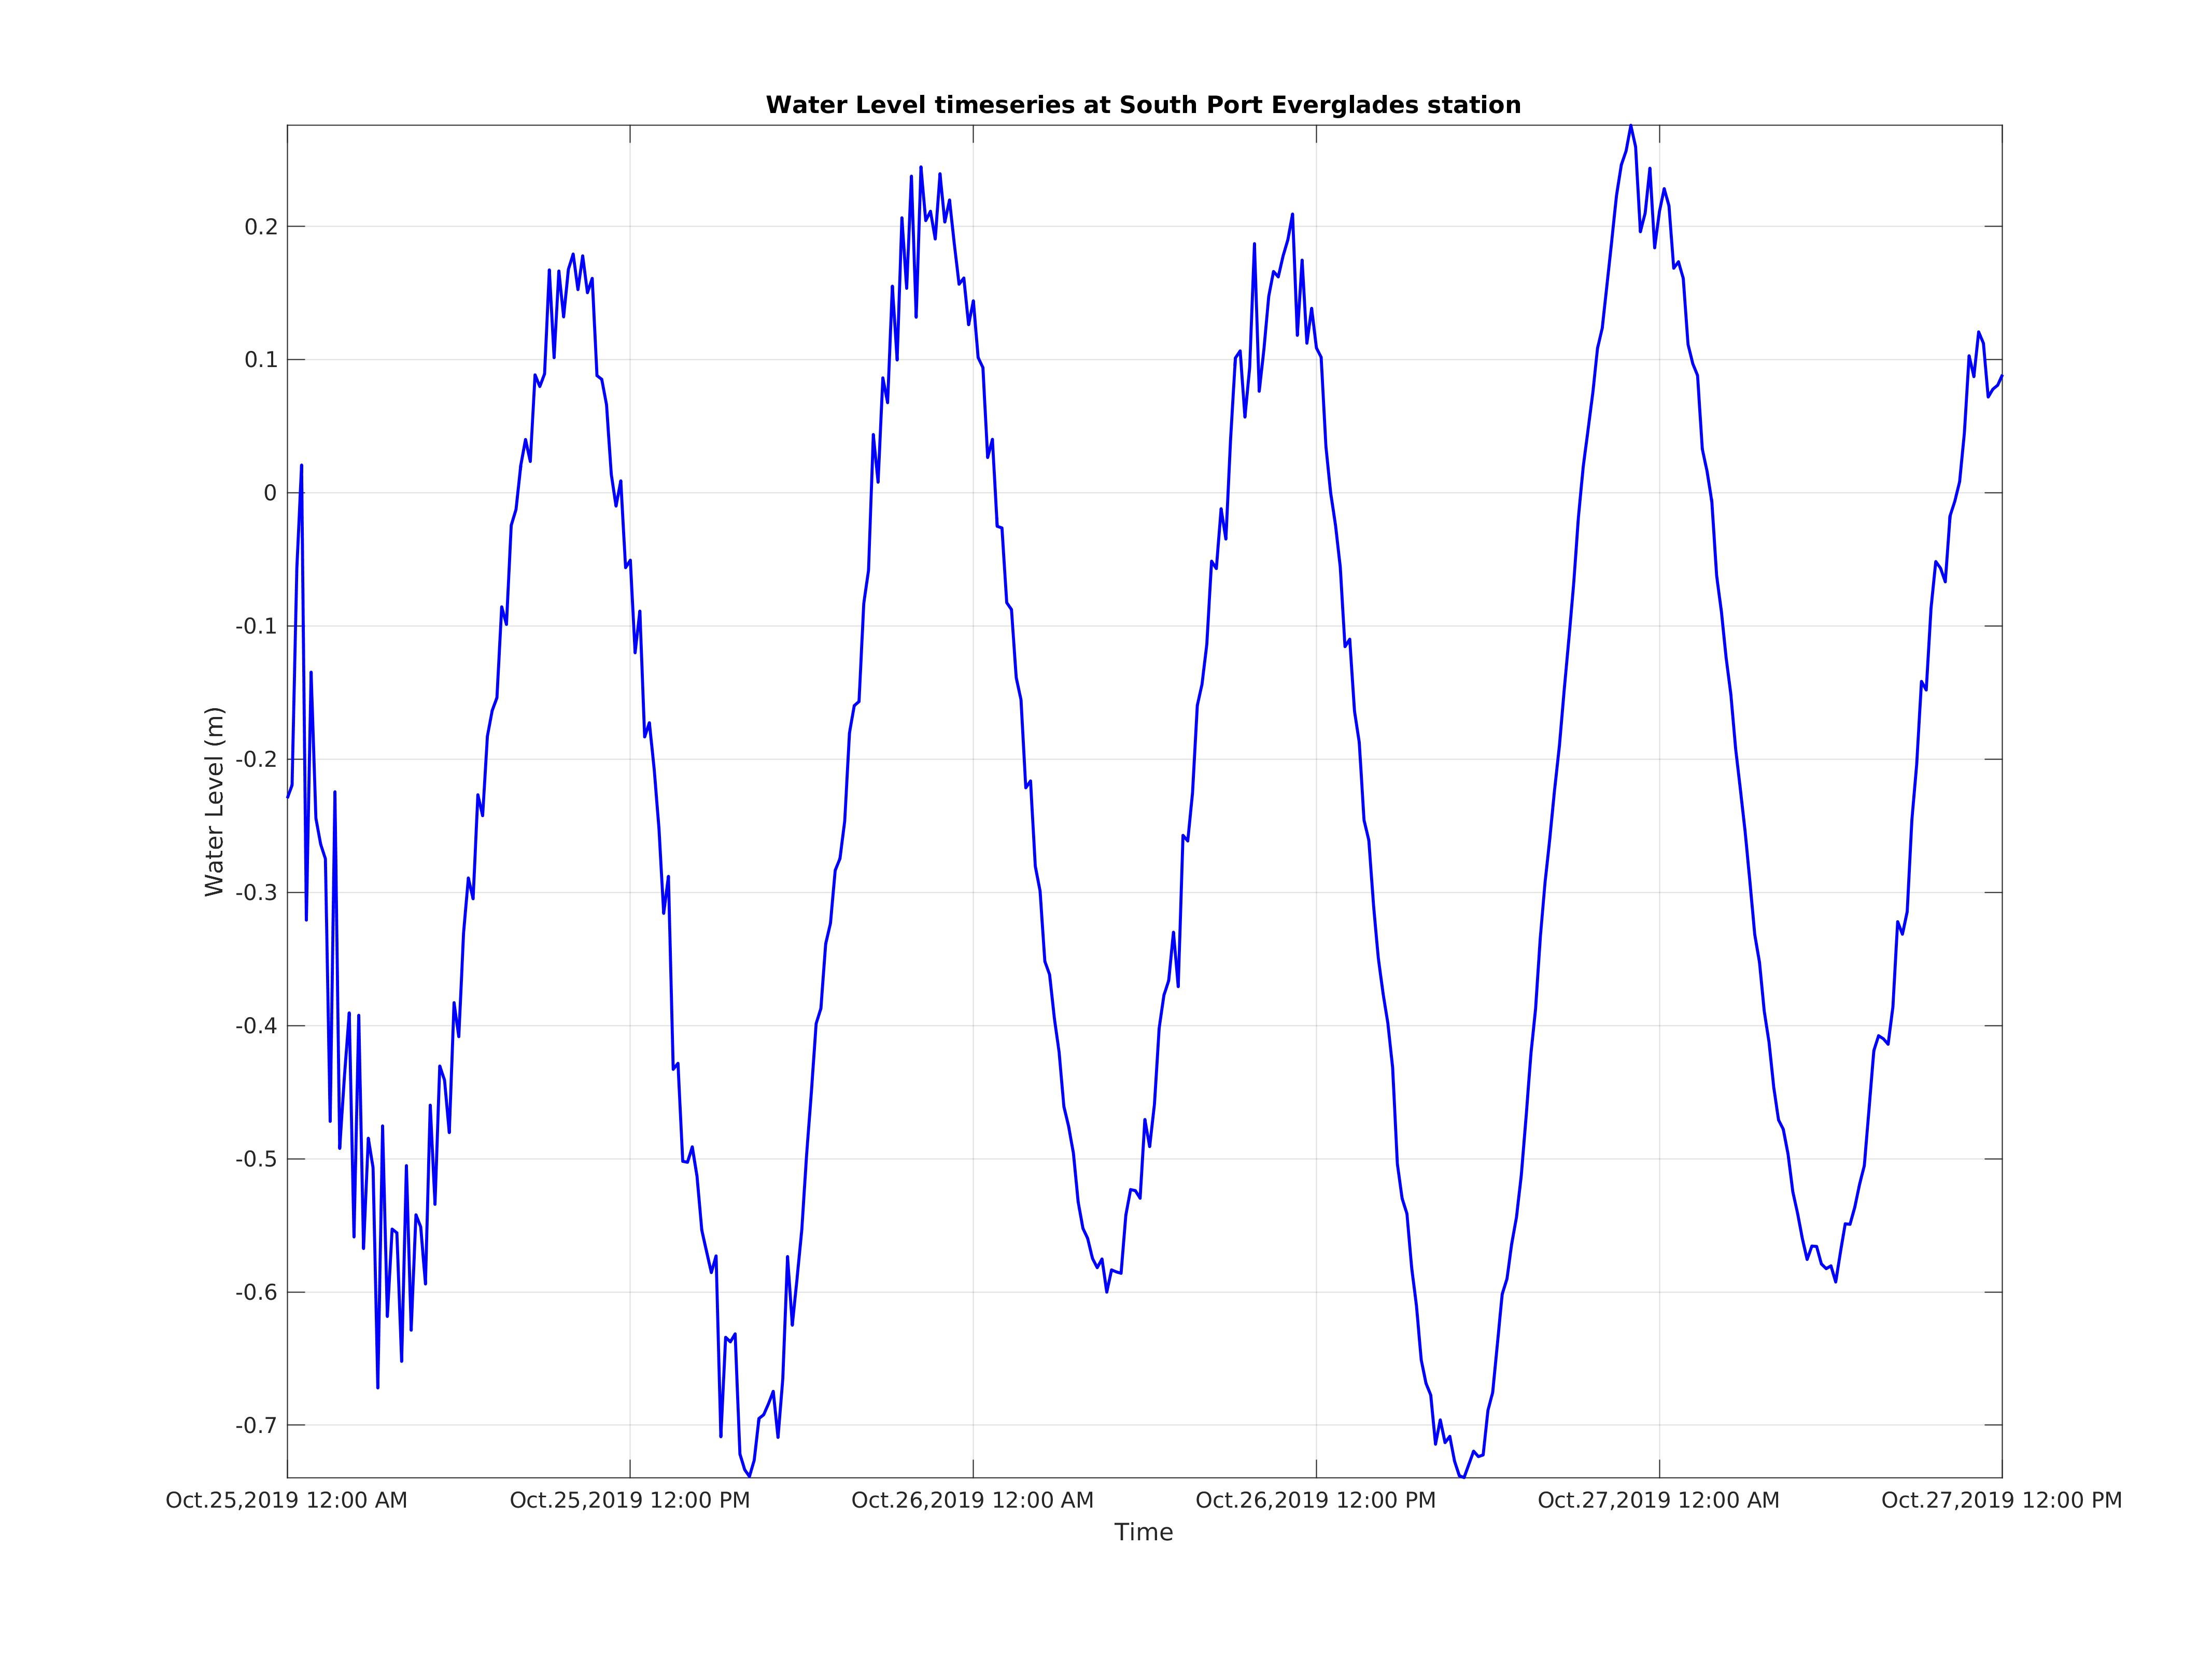 Water Level timeseries at South Port Everglades station
0.2
0.1
0
-0.1
-0.2
-0.3
-0.4
-0.5
-0.6
-0.7
Water Level (m)
Oct.25,2019 12:00 AM
Oct.25,2019 12:00 PM
Oct.26,2019 12:00 AM
Oct.26,2019 12:00 PM
Oct.27,2019 12:00 AM
Oct.27,2019 12:00 PM
Time